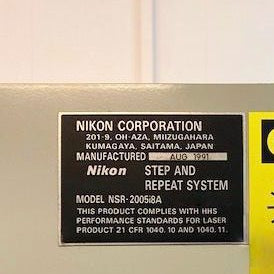 NIKON CORPORATION
201-9, OH-AZA, MIIZUGAHARA
KUMAGAYA, SAITAMA, JAPAN
MANUFACTURED AUG 1991
Nikon STEP AND
REPEAT SYSTEM
MODEL NSR-2005i8A
THIS PRODUCT COMPLIES WITH HHS
PERFORMANCE STANDARDS FOR LASER
PRODUCT 21 CFR 1040.10 AND 1040.11.